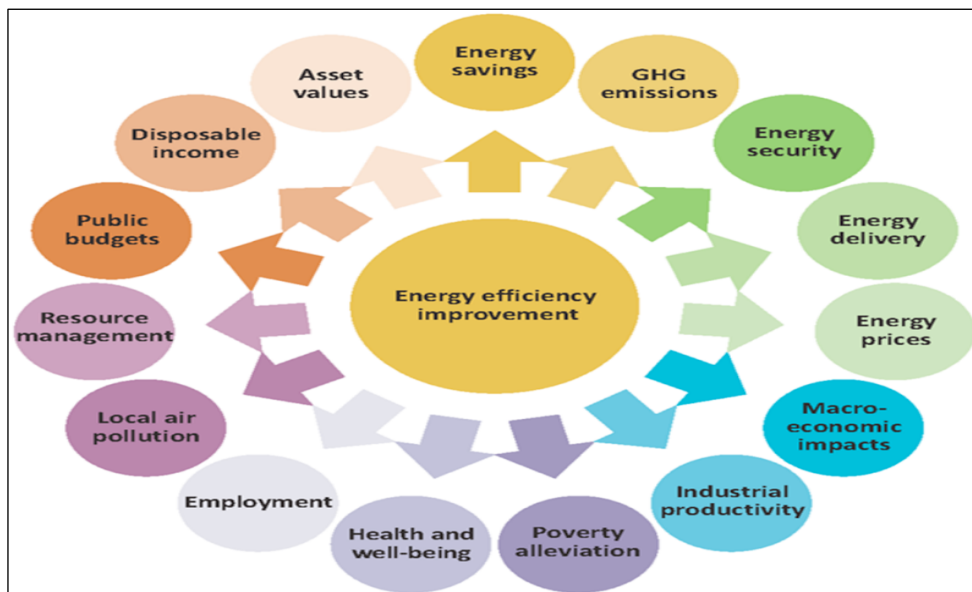 Energy
savings
GHG
emissions
Energy
security
Energy
delivery
Energy
prices
Macro-
economic
impacts
Industrial
productivity
Poverty
alleviation
Health and
well-being
Employment
Local air
pollution
Resource
management
Public
budgets
Disposable
income
Asset
values
Energy efficiency
improvement